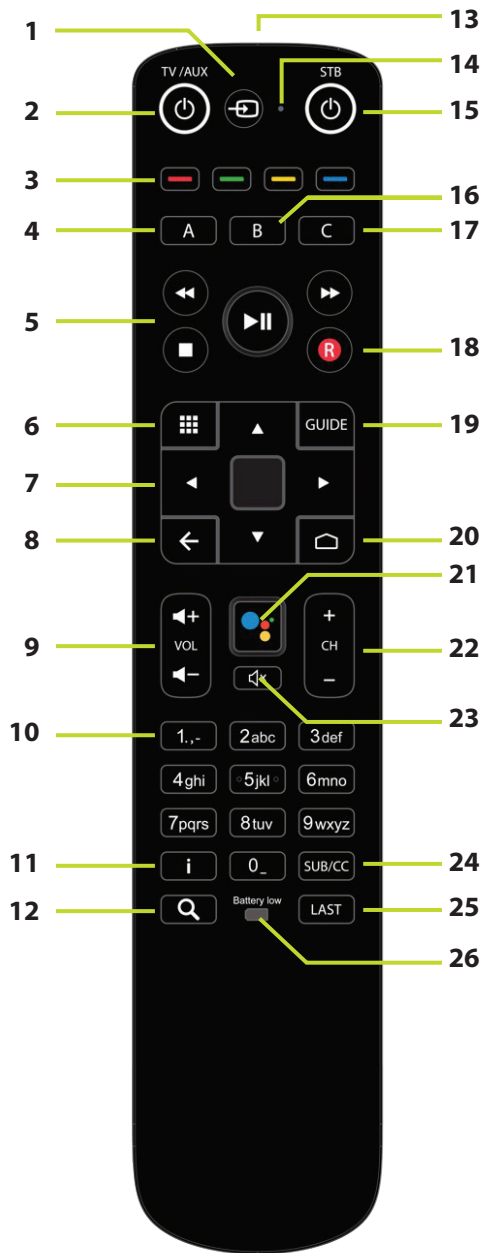 1
13
TV /AUX
STB
14
2
15
3
16
4
A
B
C
17
5
R
18
6
GUIDE
19
7
8
20
21
+
+
9
VOL
CH
22
–
–
23
10
1.,-
2abc
3def
4ghi
5jkl
6mno
7pqrs
8tuv
9wxyz
11
i
0_
SUB/CC
24
12
Battery low
LAST
25
26